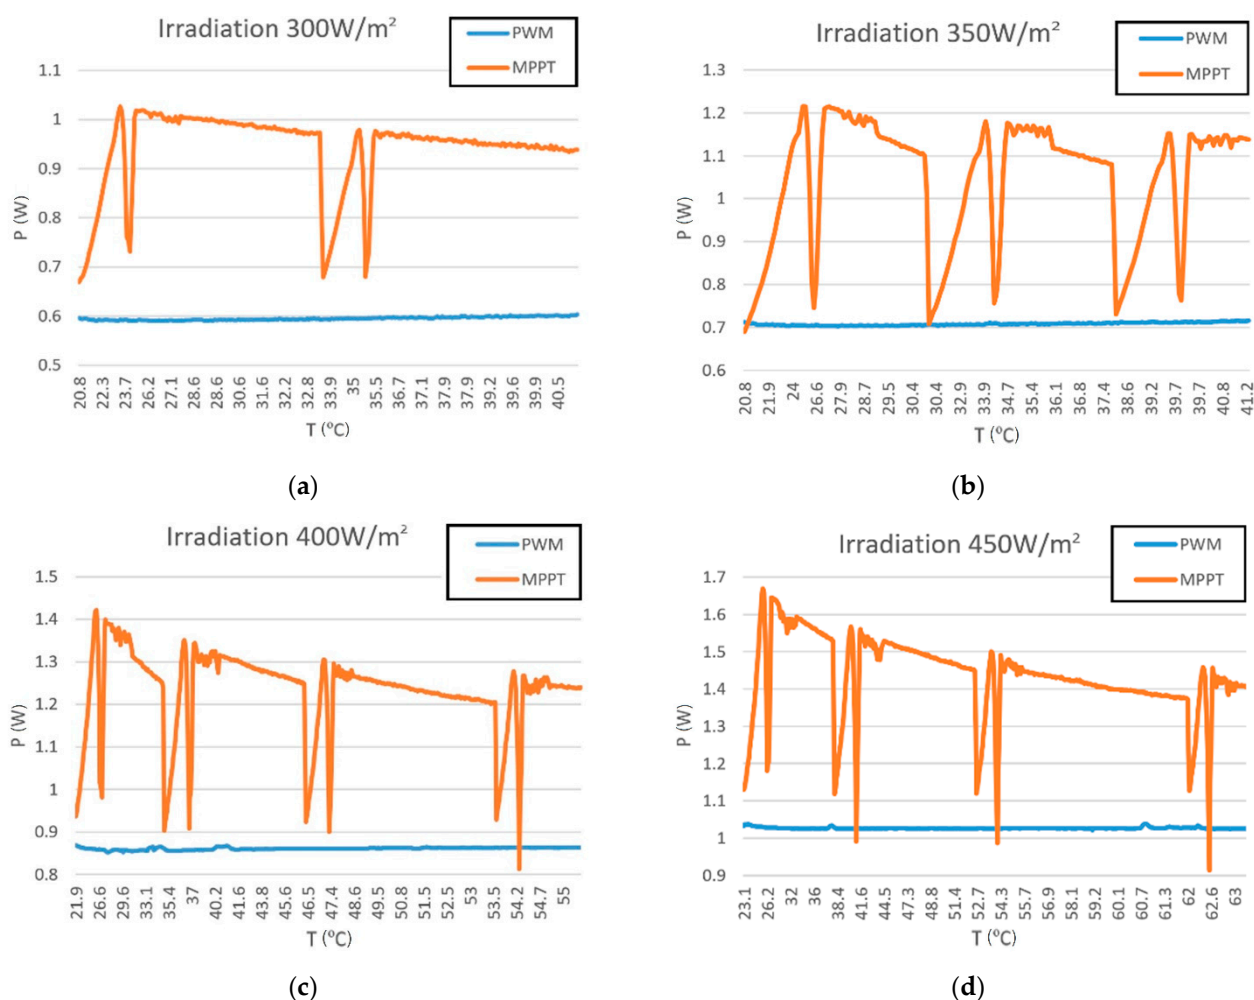 Irradiation 300W/m²
PWM
MPPT
P (W)
1.1
1
0.9
0.8
0.7
0.6
0.5
20.8 22.3 23.7 26.2 27.1 28.6 28.6 30.6 31.6 32.2 32.8 33.9 35 35.5 36.7 37.1 37.9 38.9 39.2 39.6 39.9 40.5
T (ºC)
(a)
Irradiation 350W/m²
PWM
MPPT
P (W)
1.3
1.2
1.1
1
0.9
0.8
0.7
0.6
20.8 21.9 24 26.6 27.9 28.7 30.4 30.4 32.9 33.9 34.7 35.4 36.1 37.4 38.6 39.2 39.7 39.7 40.8 41.2
T (ºC)
(b)
Irradiation 400W/m²
PWM
MPPT
P (W)
1.5
1.4
1.3
1.2
1.1
1
0.9
0.8
21.9 26.6 29.6 33.1 35.4 37 40.2 41.6 43.8 45.6 46.5 47.4 49.5 50.8 51.5 52.5 53 53.5 54.2 54.7 55
T (ºC)
(c)
Irradiation 450W/m²
PWM
MPPT
P (W)
1.7
1.6
1.5
1.4
1.3
1.2
1.1
1
0.9
23.1 26.2 32 36 38.4 41.6 44.5 47.3 48.8 51.4 52.7 54.3 55.7 56.9 58.1 59.2 60.1 60.7 61.3 62 62.6 63
T (ºC)
(d)